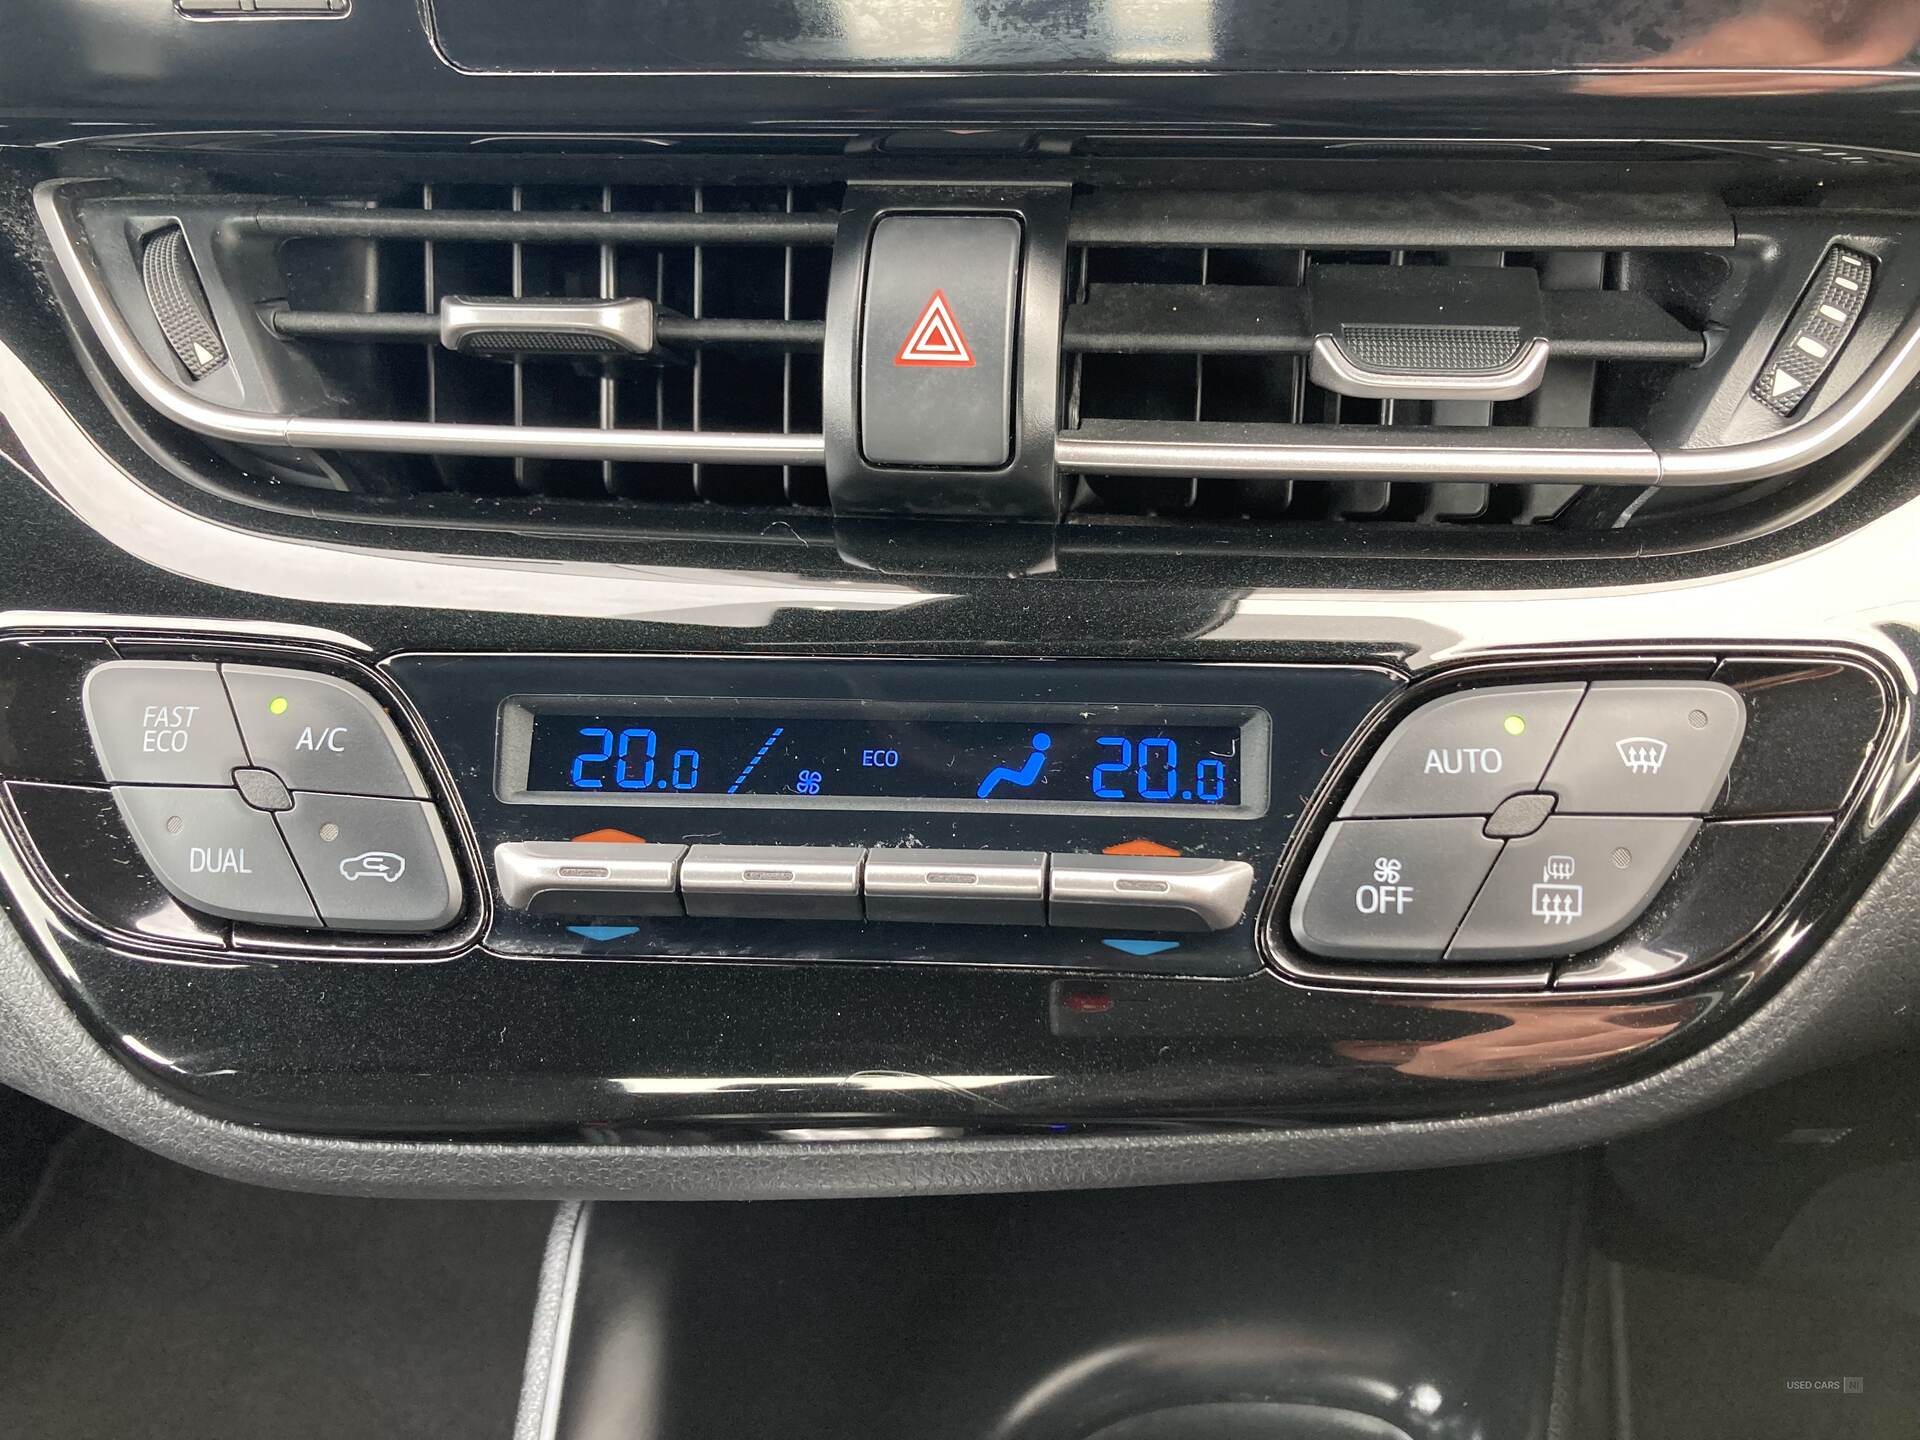 FAST
ECO
A/C
DUAL
20.0
ECO
20.0
AUTO
OFF
USED CARS NI